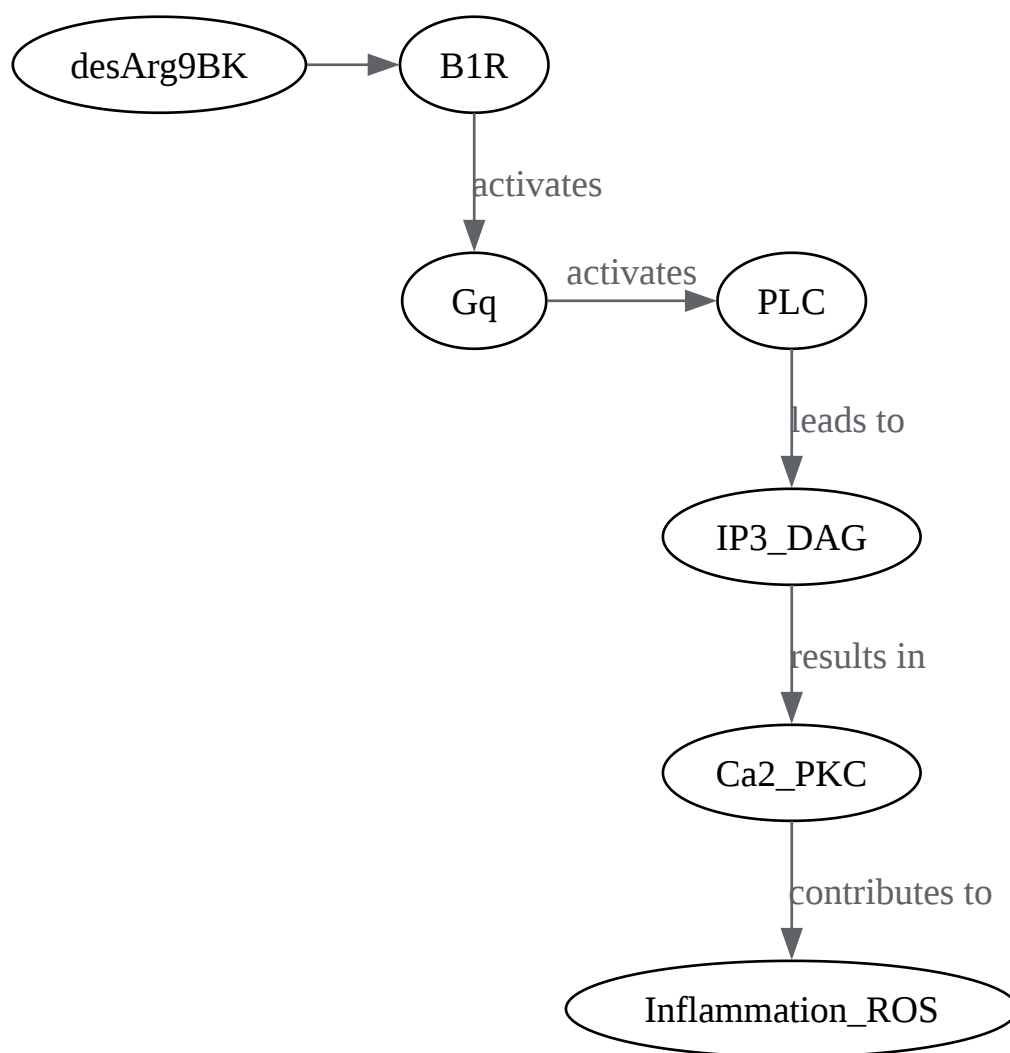 desArg9BK
B1R
activates
Gq
activates
PLC
leads to
IP3_DAG
results in
Ca2_PKC
contributes to
Inflammation_ROS